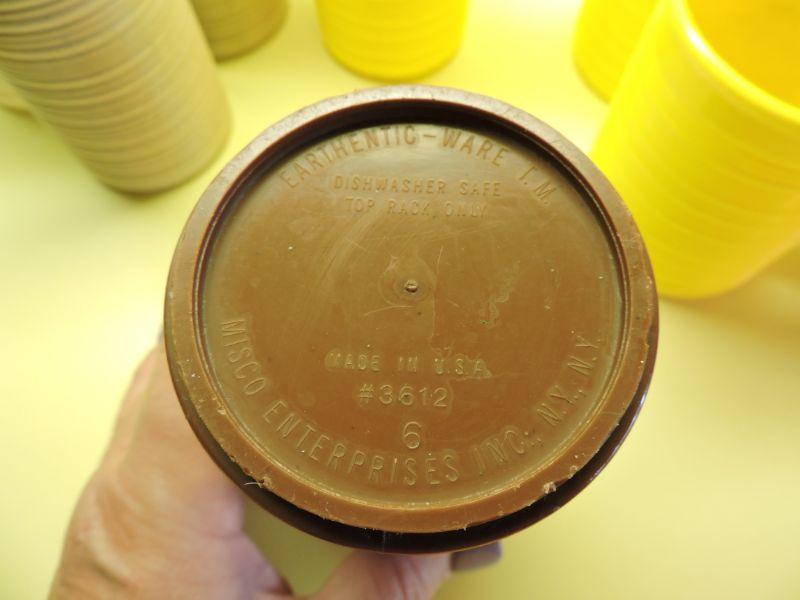 EARTHENTIC-WARE T.M.
DISHWASHER SAFE
TOP RACK ONLY
MADE IN U.S.A.
#3612
6
MISCO ENTERPRISES INC., N.Y., N.Y.